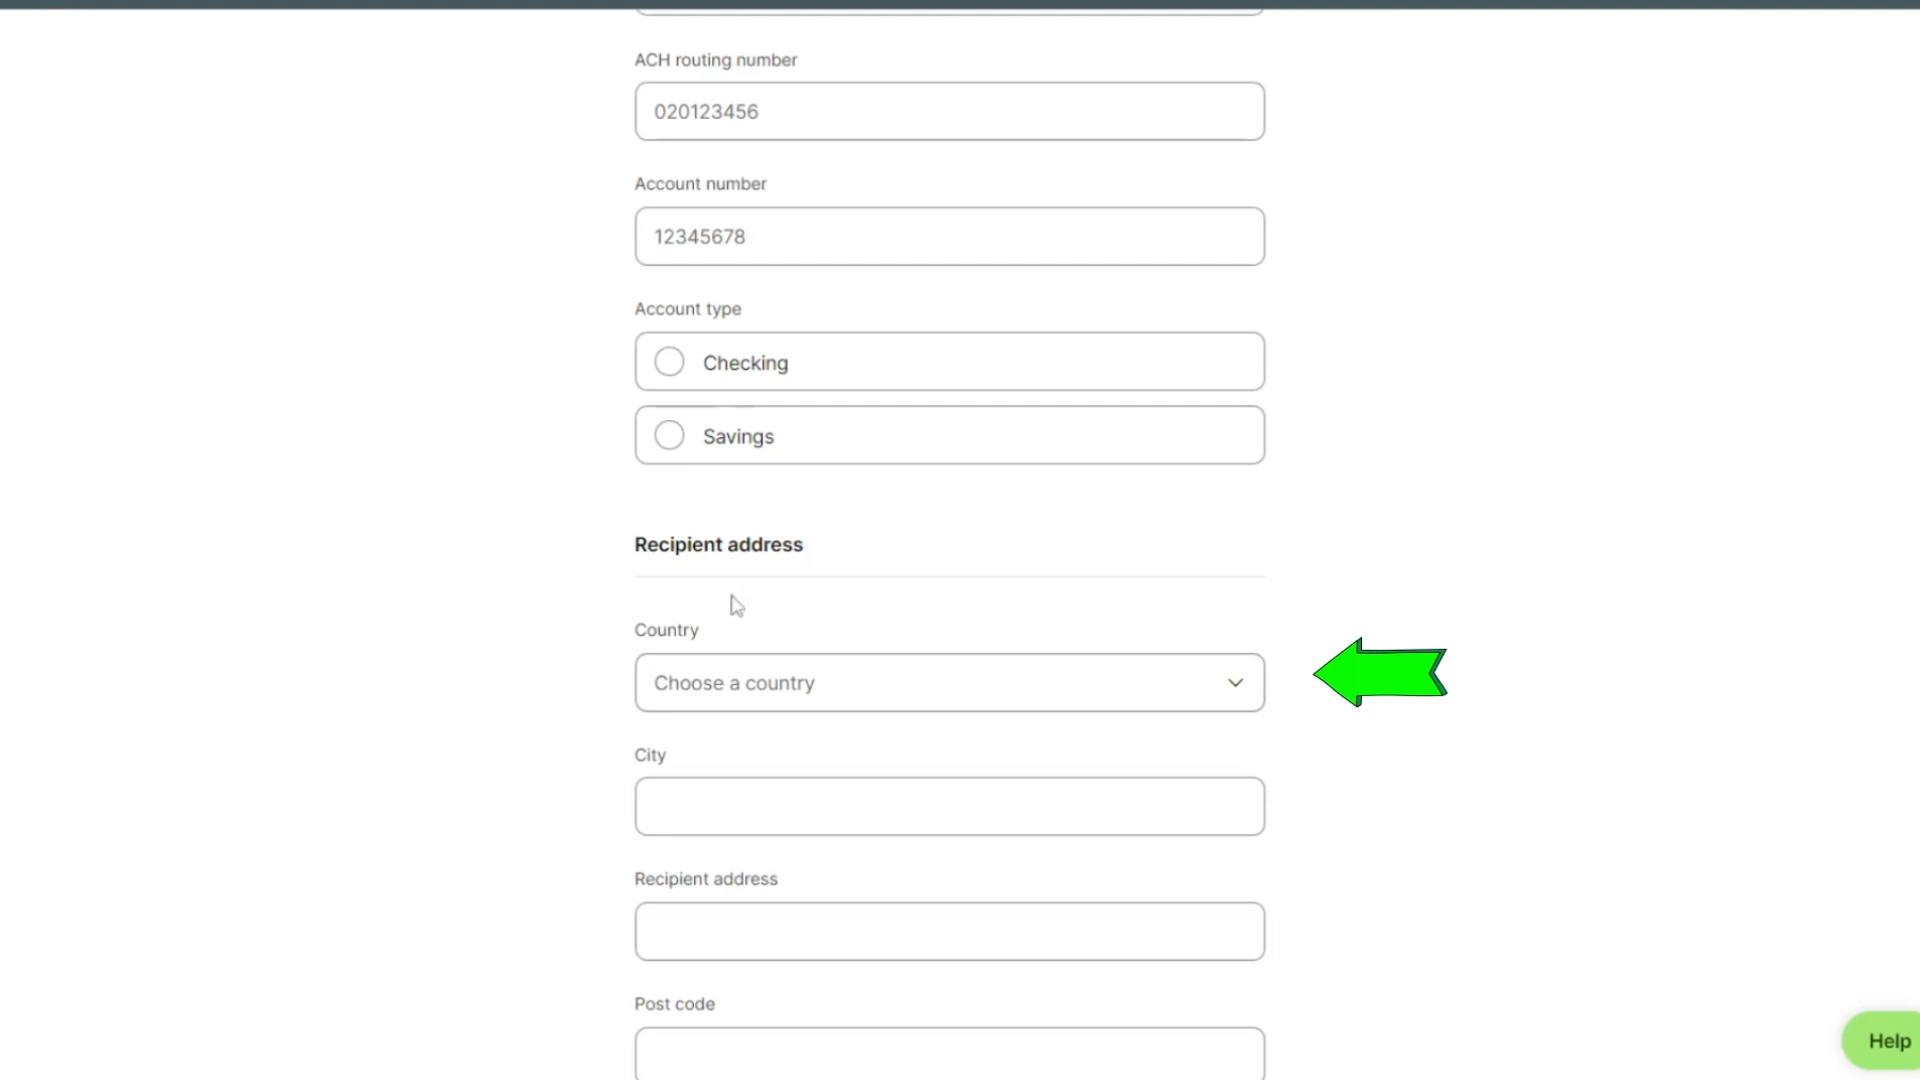 ACH routing number
020123456
Account number
12345678
Account type
Checking
Savings
Recipient address
Country
Choose a country
City
Recipient address
Post code
Help